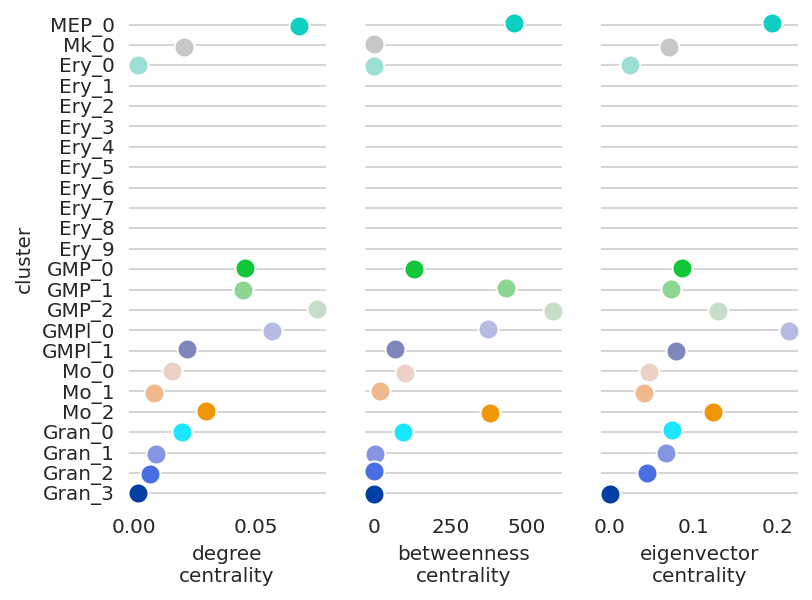 MEP_0
Mk_0
Ery_0
Ery_1
Ery_2
Ery_3
Ery_4
Ery_5
Ery_6
Ery_7
Ery_8
Ery_9
GMP_0
GMP_1
GMP_2
GMPl_0
GMPl_1
Mo_0
Mo_1
Mo_2
Gran_0
Gran_1
Gran_2
Gran_3
cluster
0.00 0.05
degree
centrality
0 250 500
betweenness
centrality
0.0 0.1 0.2
eigenvector
centrality